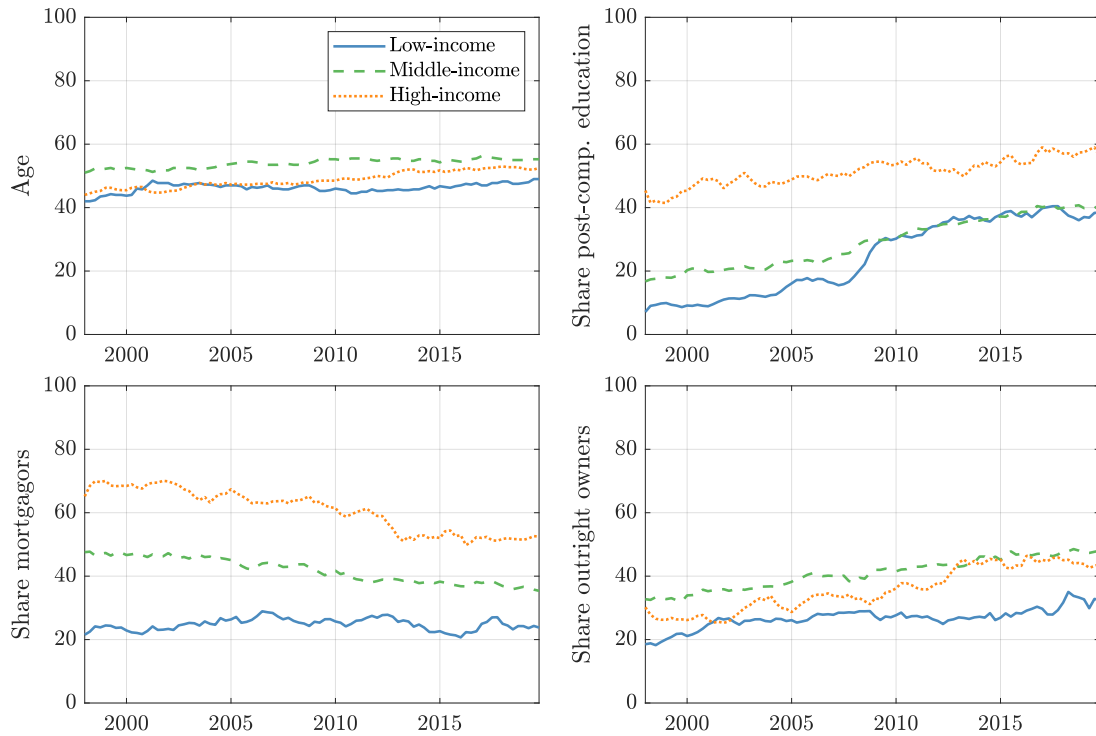 Age
100
80
60
40
20
0
2000 2005 2010 2015
Low-income
Middle-income
High-income
Share post-comp. education
100
80
60
40
20
0
2000 2005 2010 2015
Share mortgagors
100
80
60
40
20
0
2000 2005 2010 2015
Share outright owners
100
80
60
40
20
0
2000 2005 2010 2015